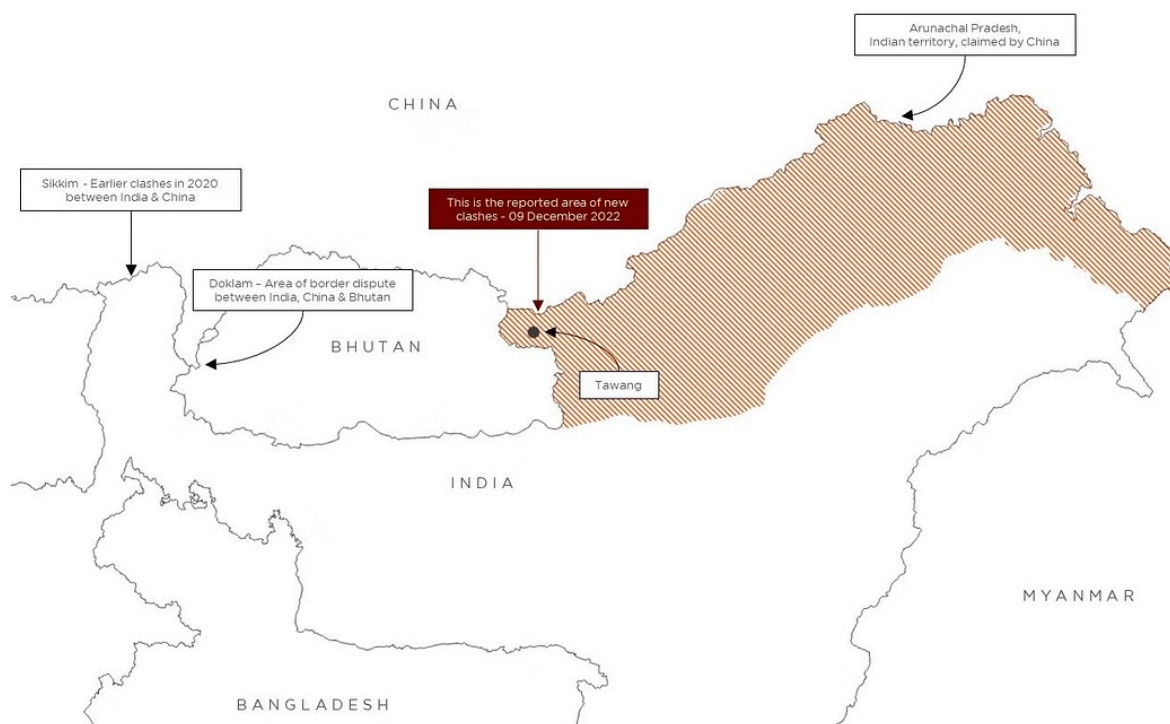 Arunachal Pradesh,
Indian territory, claimed by China
CHINA
Sikkim - Earlier clashes in 2020
between India & China
This is the reported area of new
clashes - 09 December 2022
Doklam – Area of border dispute
between India, China & Bhutan
BHUTAN
Tawang
INDIA
MYANMAR
BANGLADESH